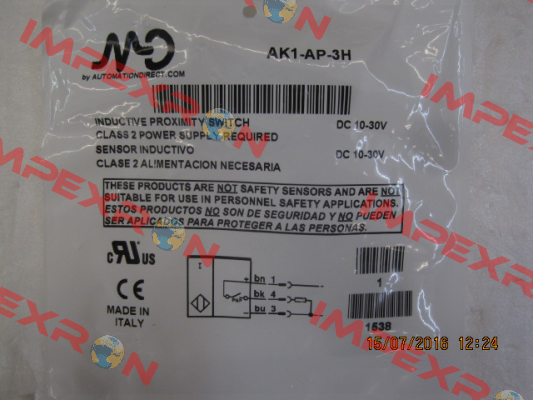 AK1-AP-3H
by AUTOMATIONDIRECT.COM
INDUCTIVE PROXIMITY SWITCH DC 10-30V
CLASS 2 POWER SUPPLY REQUIRED
SENSOR INDUCTIVO DC 10-30V
CLASE 2 ALIMENTACION NECESARIA
THESE PRODUCTS ARE NOT SAFETY SENSORS AND ARE NOT
SUITABLE FOR USE IN PERSONNEL SAFETY APPLICATIONS.
ESTOS PRODUCTOS NO SON DE SEGURIDAD Y NO PUEDEN
SER APLICADOS PARA PROTEGER A LAS PERSONAS.
c RU US
CE
MADE IN
ITALY
I
+ bn 1
PNP bk 4
- bu 3
1
1538
15/07/2016 12:24
IMPEXRON
IMPEXRON
IMPEXRON
IMPEXRON